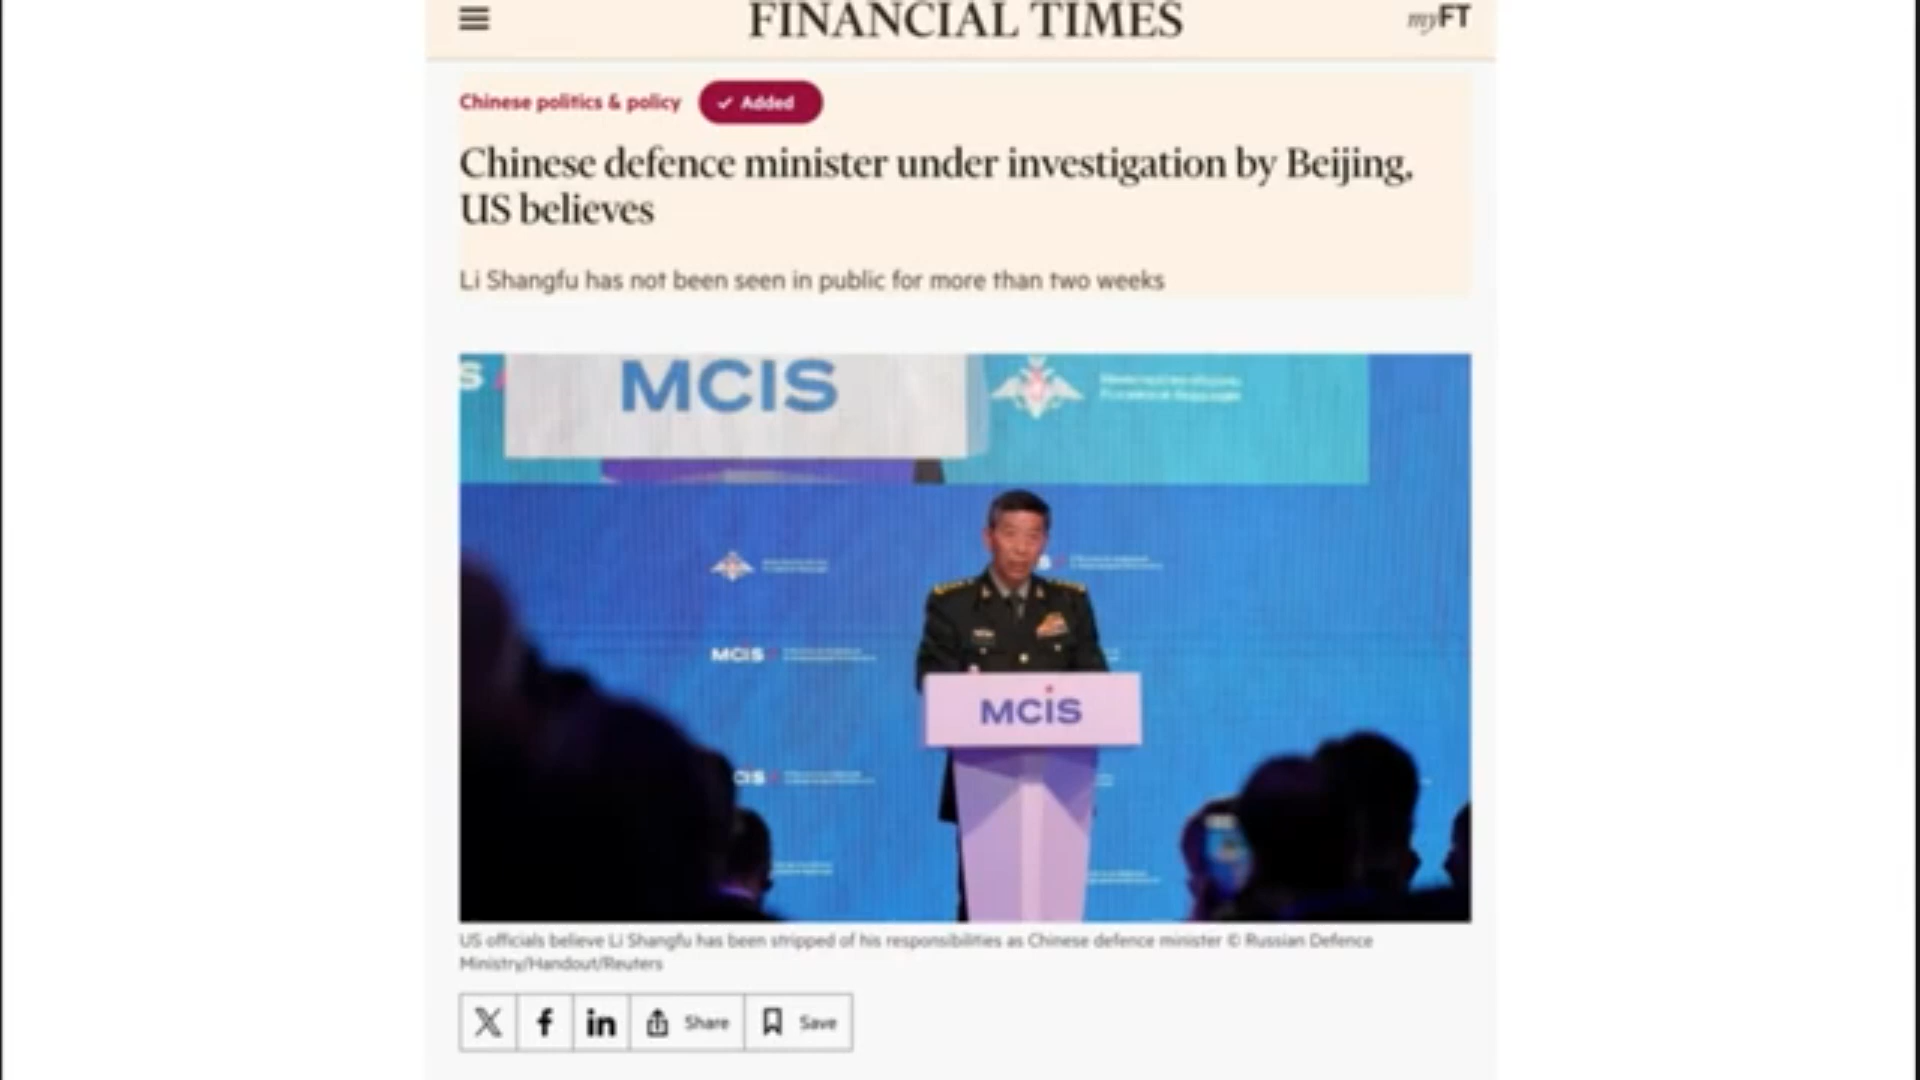 FINANCIAL TIMES
myFT
Chinese politics & policy
Added
Chinese defence minister under investigation by Beijing,
US believes
Li Shangfu has not been seen in public for more than two weeks
S
MCIS
MCIS
MCIS
CIS
US officials believe Li Shangfu has been stripped of his responsibilities as Chinese defence minister © Russian Defence
Ministry/Handout/Reuters
Share
Save